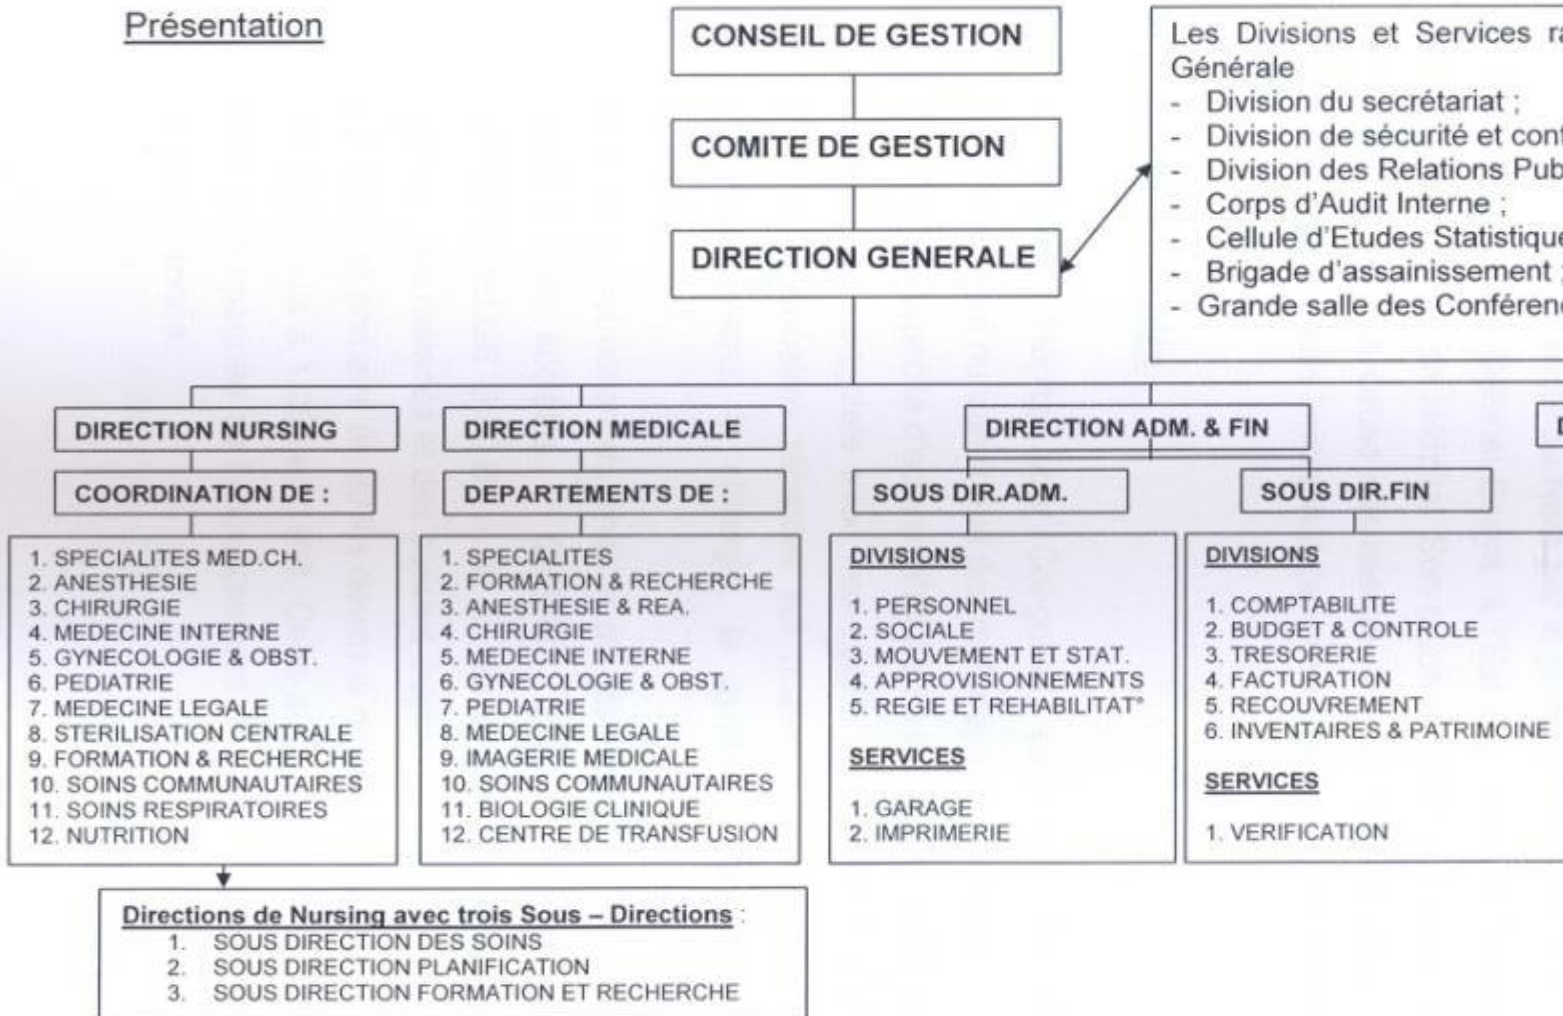 Présentation
CONSEIL DE GESTION
COMITE DE GESTION
DIRECTION GENERALE
Les Divisions et Services
Générale
- Division du secrétariat ;
- Division de sécurité et
- Division des Relations
- Corps d'Audit Interne ;
- Cellule d'Etudes
- Brigade d'assainissement ;
- Grande salle des
DIRECTION NURSING
DIRECTION MEDICALE
DIRECTION ADM. & FIN
COORDINATION DE :
DEPARTEMENTS DE :
SOUS DIR.ADM.
SOUS DIR.FIN
1. SPECIALITES MED.CH.
2. ANESTHESIE
3. CHIRURGIE
4. MEDECINE INTERNE
5. GYNECOLOGIE & OBST.
6. PEDIATRIE
7. MEDECINE LEGALE
8. STERILISATION CENTRALE
9. FORMATION & RECHERCHE
10. SOINS COMMUNAUTAIRES
11. SOINS RESPIRATOIRES
12. NUTRITION
1. SPECIALITES
2. FORMATION & RECHERCHE
3. ANESTHESIE & REA.
4. CHIRURGIE
5. MEDECINE INTERNE
6. GYNECOLOGIE & OBST.
7. PEDIATRIE
8. MEDECINE LEGALE
9. IMAGERIE MEDICALE
10. SOINS COMMUNAUTAIRES
11. BIOLOGIE CLINIQUE
12. CENTRE DE TRANSFUSION
DIVISIONS
1. PERSONNEL
2. SOCIALE
3. MOUVEMENT ET STAT.
4. APPROVISIONNEMENTS
5. REGIE ET REHABILITAT°
SERVICES
1. GARAGE
2. IMPRIMERIE
DIVISIONS
1. COMPTABILITE
2. BUDGET & CONTROLE
3. TRESORERIE
4. FACTURATION
5. RECOUVREMENT
6. INVENTAIRES & PATRIMOINE
SERVICES
1. VERIFICATION
Directions de Nursing avec trois Sous – Directions :
1. SOUS DIRECTION DES SOINS
2. SOUS DIRECTION PLANIFICATION
3. SOUS DIRECTION FORMATION ET RECHERCHE